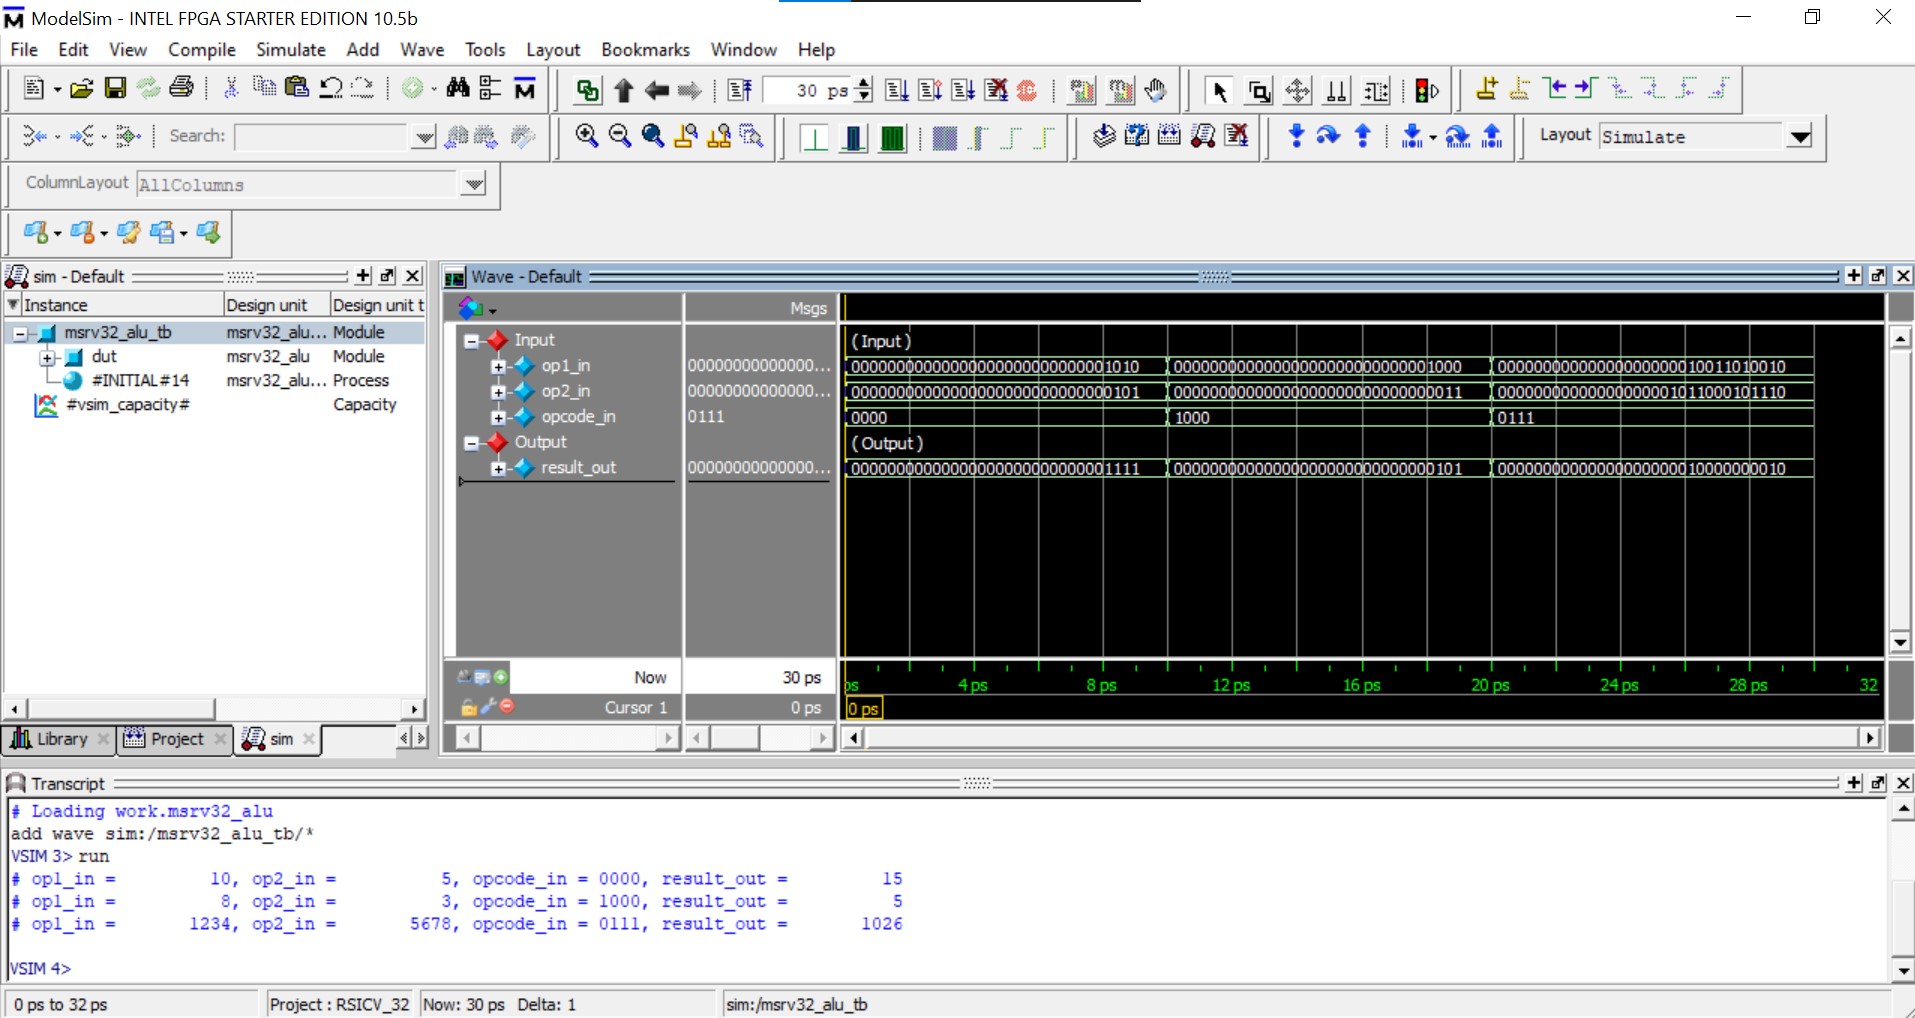 ModelSim - INTEL FPGA STARTER EDITION 10.5b
File Edit View Compile Simulate Add Wave Tools Layout Bookmarks Window Help
30 ps
Search:
Layout Simulate
ColumnLayout AllColumns
sim - Default
Instance Design unit Design unit t
msrv32_alu_tb msrv32_alu... Module
dut msrv32_alu Module
#INITIAL#14 msrv32_alu... Process
#vsim_capacity# Capacity
Library Project sim
Wave - Default
Msgs
Input (Input)
op1_in 00000000000000... 00000000000000000000000000001010 00000000000000000000000000001000 00000000000000000000010011010010
op2_in 00000000000000... 00000000000000000000000000000101 00000000000000000000000000000011 00000000000000000001011000101110
opcode_in 0111 0000 1000 0111
Output (Output)
result_out 00000000000000... 00000000000000000000000000001111 00000000000000000000000000000101 00000000000000000000010000000010
Now 30 ps ps 4 ps 8 ps 12 ps 16 ps 20 ps 24 ps 28 ps 32
Cursor 1 0 ps 0 ps
Transcript
# Loading work.msrv32_alu
add wave sim:/msrv32_alu_tb/*
VSIM 3> run
# op1_in = 10, op2_in = 5, opcode_in = 0000, result_out = 15
# op1_in = 8, op2_in = 3, opcode_in = 1000, result_out = 5
# op1_in = 1234, op2_in = 5678, opcode_in = 0111, result_out = 1026
VSIM 4>
0 ps to 32 ps Project : RSICV_32 Now: 30 ps Delta: 1 sim:/msrv32_alu_tb